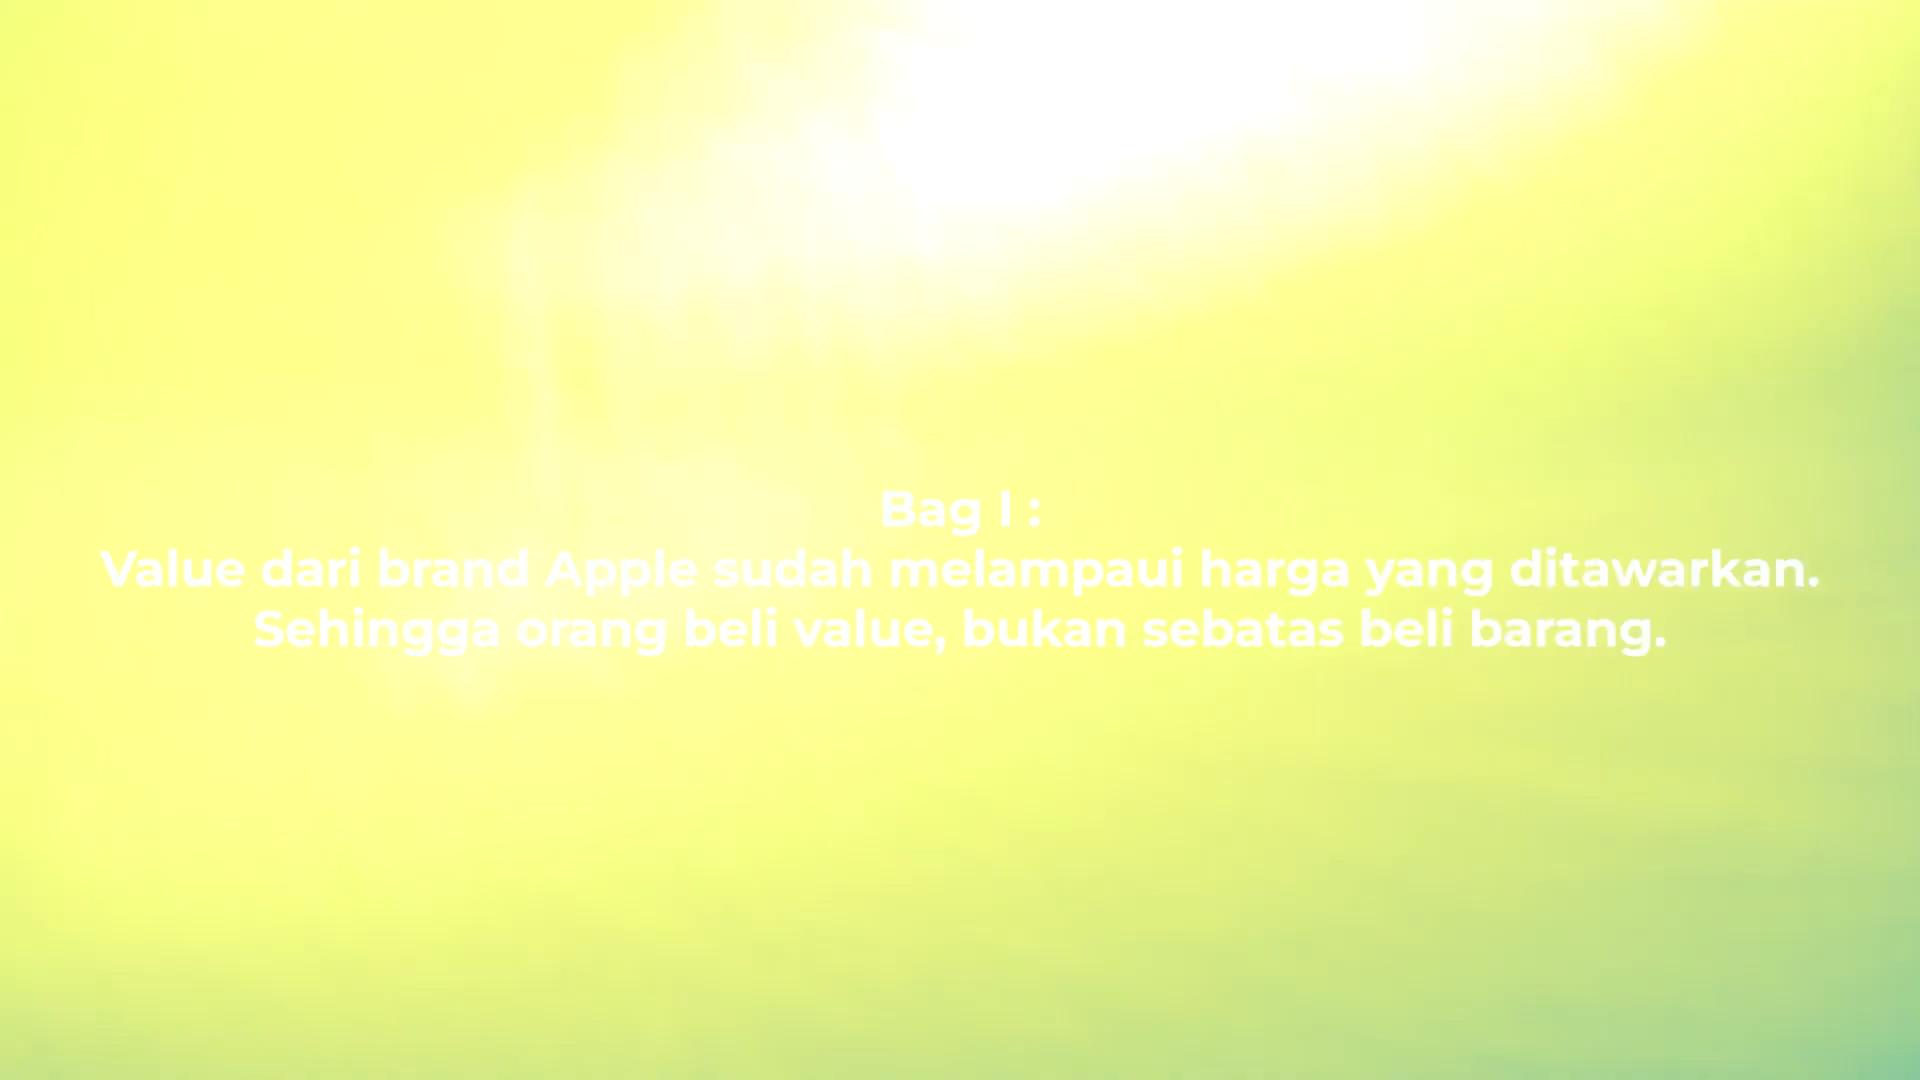 Bag I :
Value dari brand Apple sudah melampaui harga yang ditawarkan.
Sehingga orang beli value, bukan sebatas beli barang.